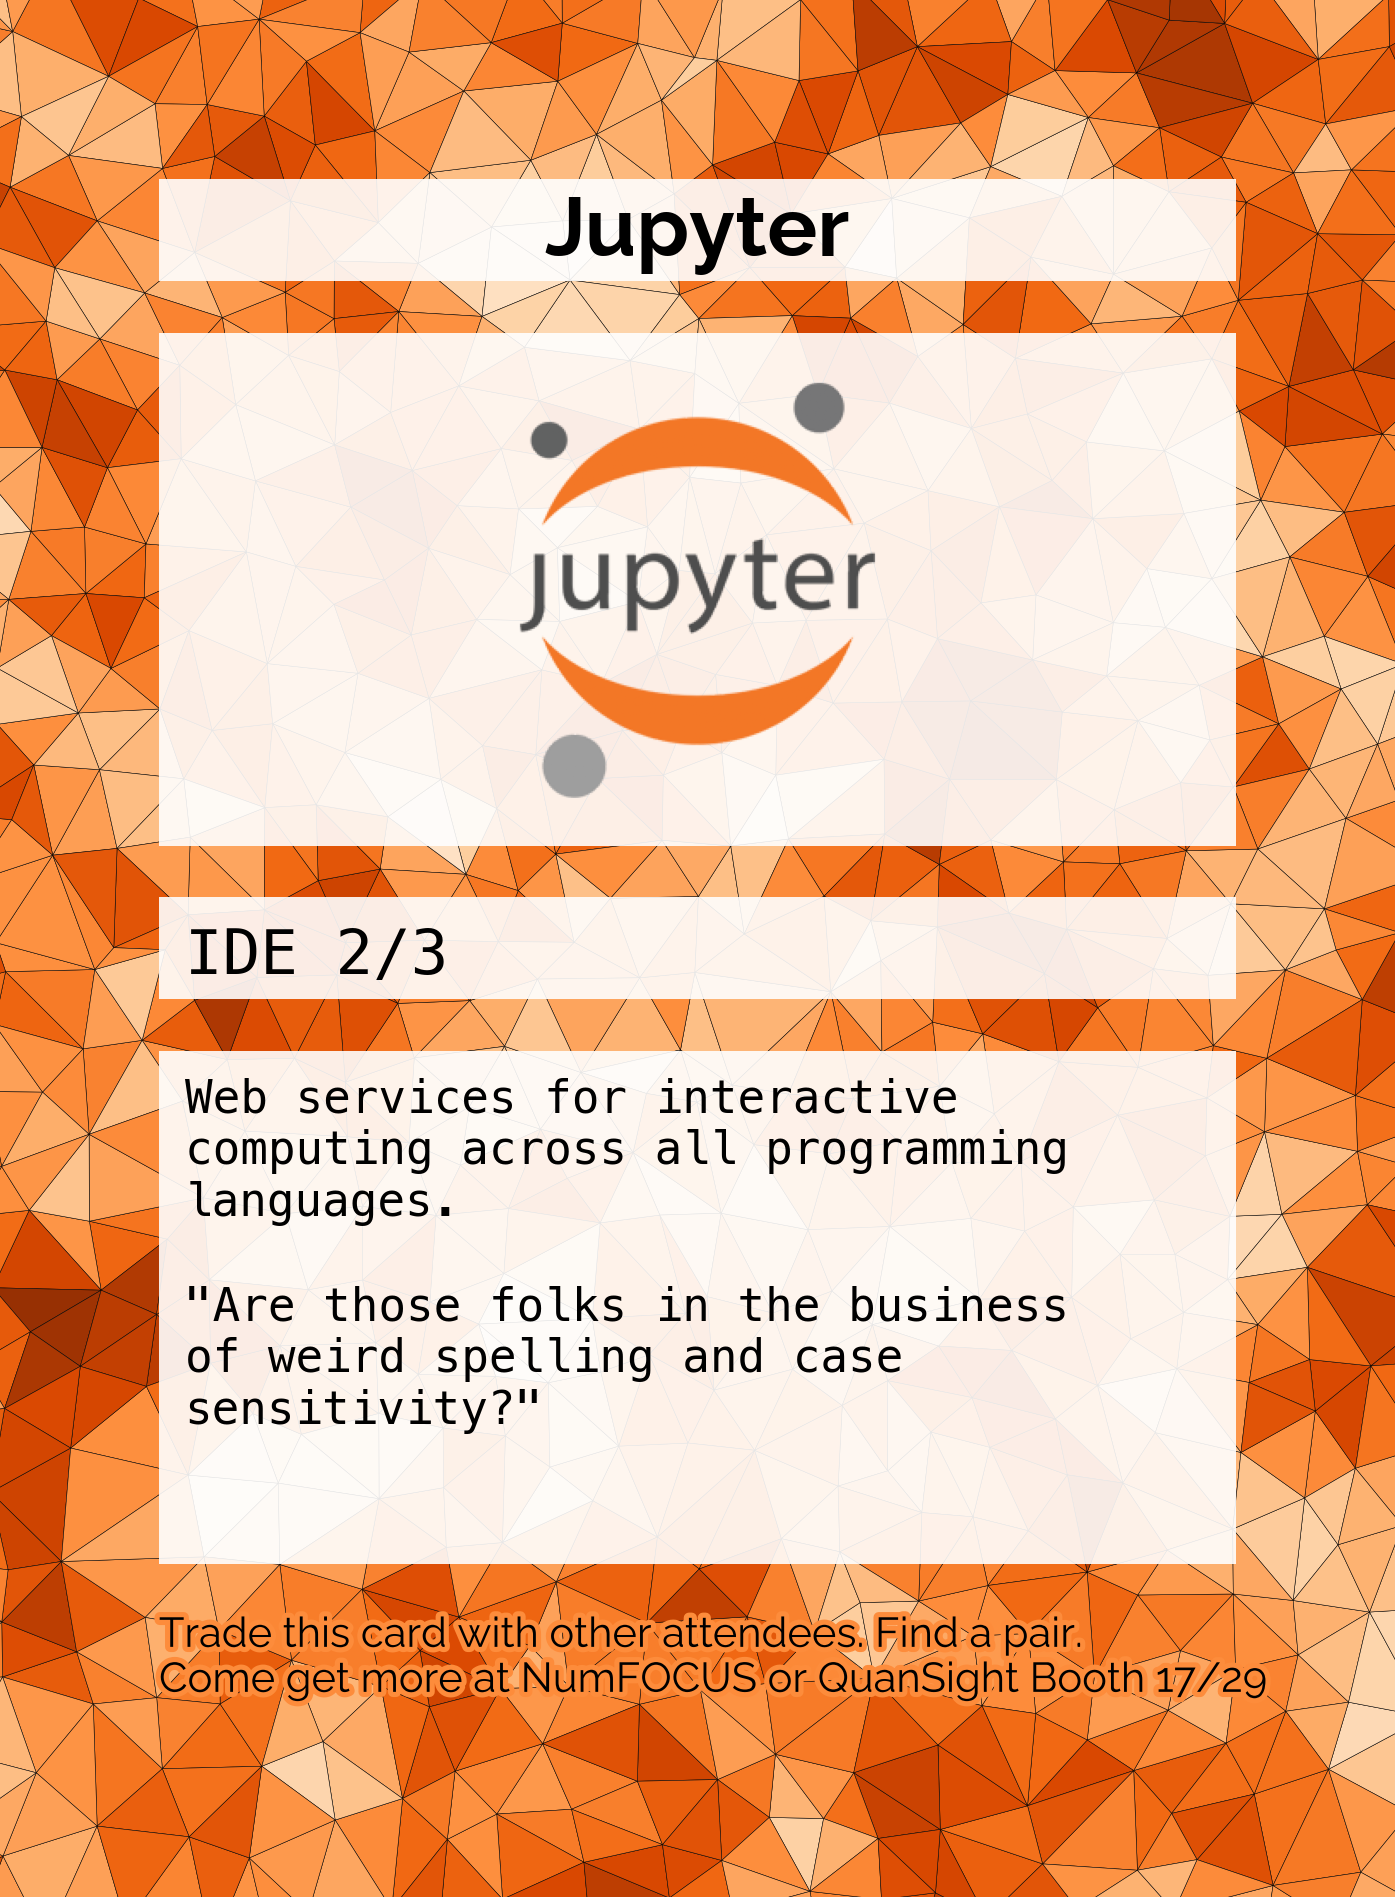 Jupyter
jupyter
IDE 2/3
Web services for interactive
computing across all programming
languages.
"Are those folks in the business
of weird spelling and case
sensitivity?"
Trade this card with other attendees. Find a pair.
Come get more at NumFOCUS or QuanSight Booth 17/29